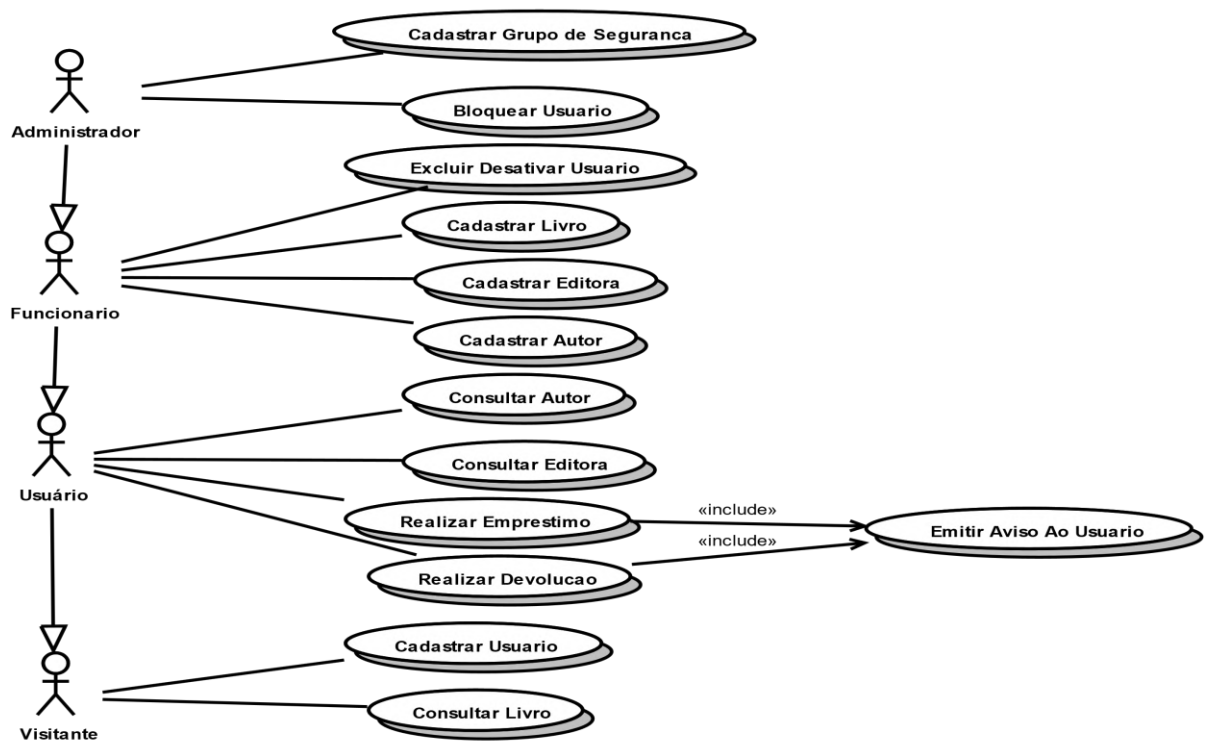 Cadastrar Grupo de Seguranca
Administrador
Bloquear Usuario
Excluir Desativar Usuario
Cadastrar Livro
Cadastrar Editora
Funcionario
Cadastrar Autor
Consultar Autor
Consultar Editora
Usuário
Realizar Emprestimo
«include»
«include»
Emitir Aviso Ao Usuario
Realizar Devolucao
Cadastrar Usuario
Consultar Livro
Visitante